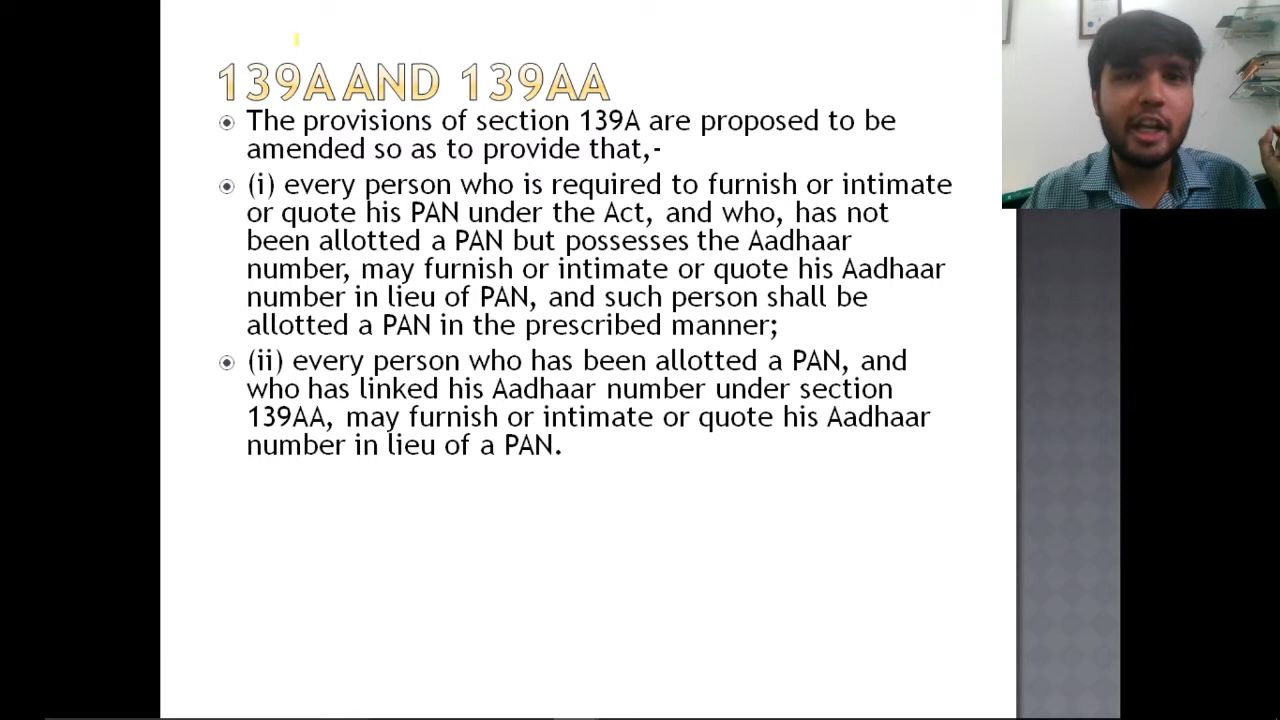 139A AND 139AA
The provisions of section 139A are proposed to be
amended so as to provide that,-
(i) every person who is required to furnish or intimate
or quote his PAN under the Act, and who, has not
been allotted a PAN but possesses the Aadhaar
number, may furnish or intimate or quote his Aadhaar
number in lieu of PAN, and such person shall be
allotted a PAN in the prescribed manner;
(ii) every person who has been allotted a PAN, and
who has linked his Aadhaar number under section
139AA, may furnish or intimate or quote his Aadhaar
number in lieu of a PAN.